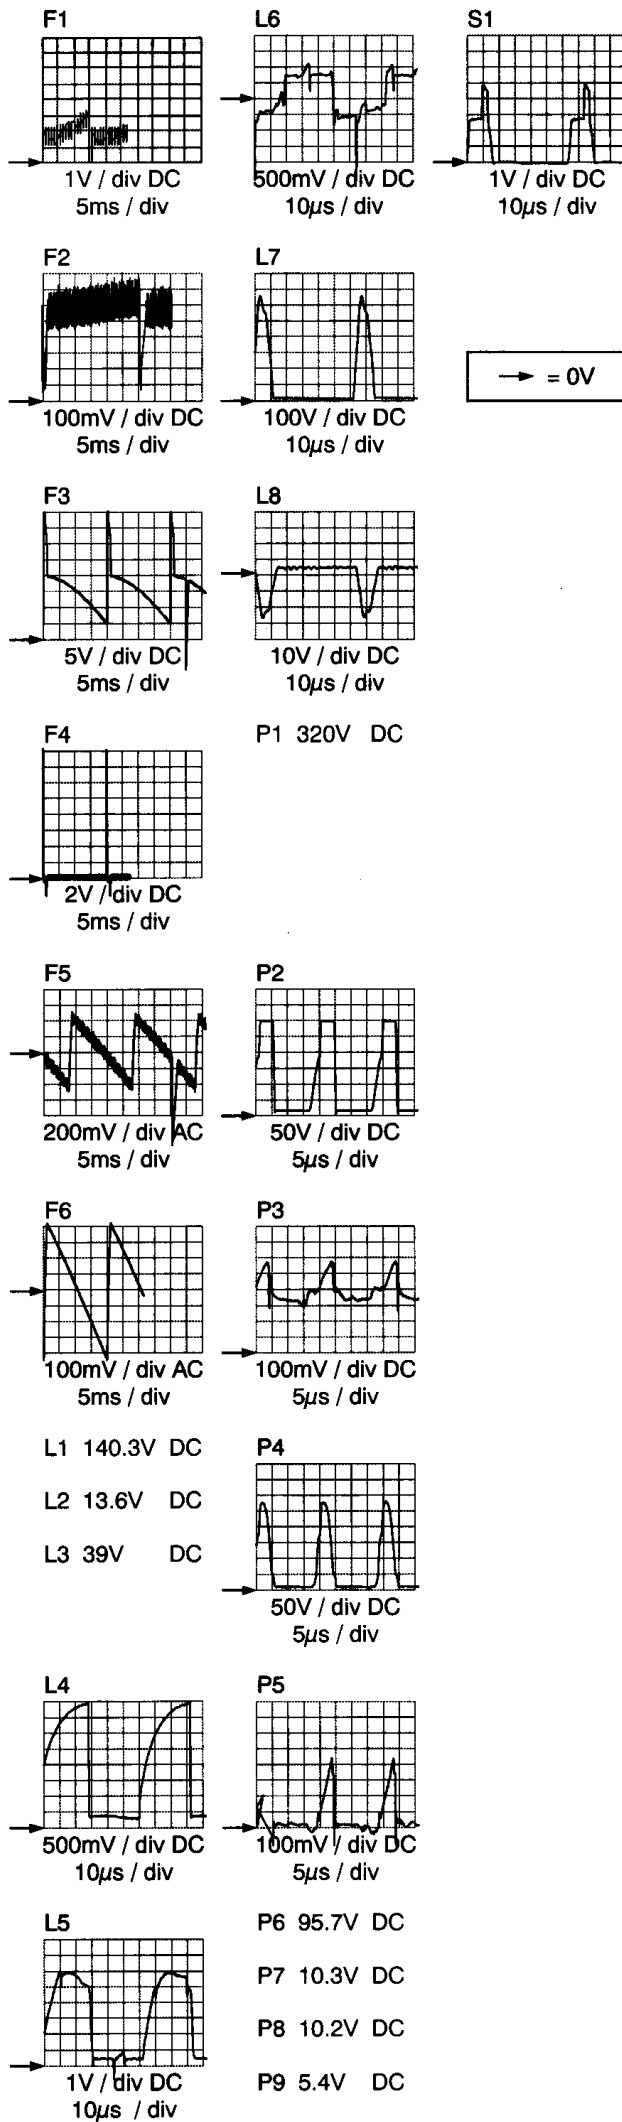 F1
1V / div DC
5ms / div
F2
100mV / div DC
5ms / div
F3
5V / div DC
5ms / div
F4
2V / div DC
5ms / div
F5
200mV / div AC
5ms / div
F6
100mV / div AC
5ms / div
L1 140.3V DC
L2 13.6V DC
L3 39V DC
L4
500mV / div DC
10µs / div
L5
1V / div DC
10µs / div
L6
500mV / div DC
10µs / div
L7
100V / div DC
10µs / div
L8
10V / div DC
10µs / div
P1 320V DC
P2
50V / div DC
5µs / div
P3
100mV / div DC
5µs / div
P4
50V / div DC
5µs / div
P5
100mV / div DC
5µs / div
P6 95.7V DC
P7 10.3V DC
P8 10.2V DC
P9 5.4V DC
S1
1V / div DC
10µs / div
→ = 0V